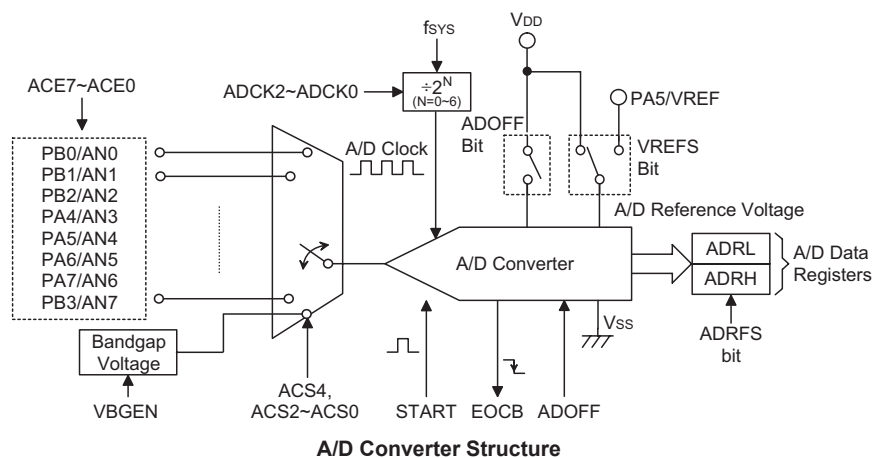 fSYS
VDD
ACE7~ACE0
ADCK2~ADCK0
÷2N
(N=0~6)
PA5/VREF
ADOFF
Bit
VREFS
Bit
A/D Clock
PB0/AN0
PB1/AN1
PB2/AN2
PA4/AN3
PA5/AN4
PA6/AN5
PA7/AN6
PB3/AN7
A/D Reference Voltage
A/D Converter
ADRL
ADRH
A/D Data
Registers
VSS
ADRFS
bit
Bandgap
Voltage
VBGEN
ACS4,
ACS2~ACS0
START
EOCB
ADOFF
A/D Converter Structure